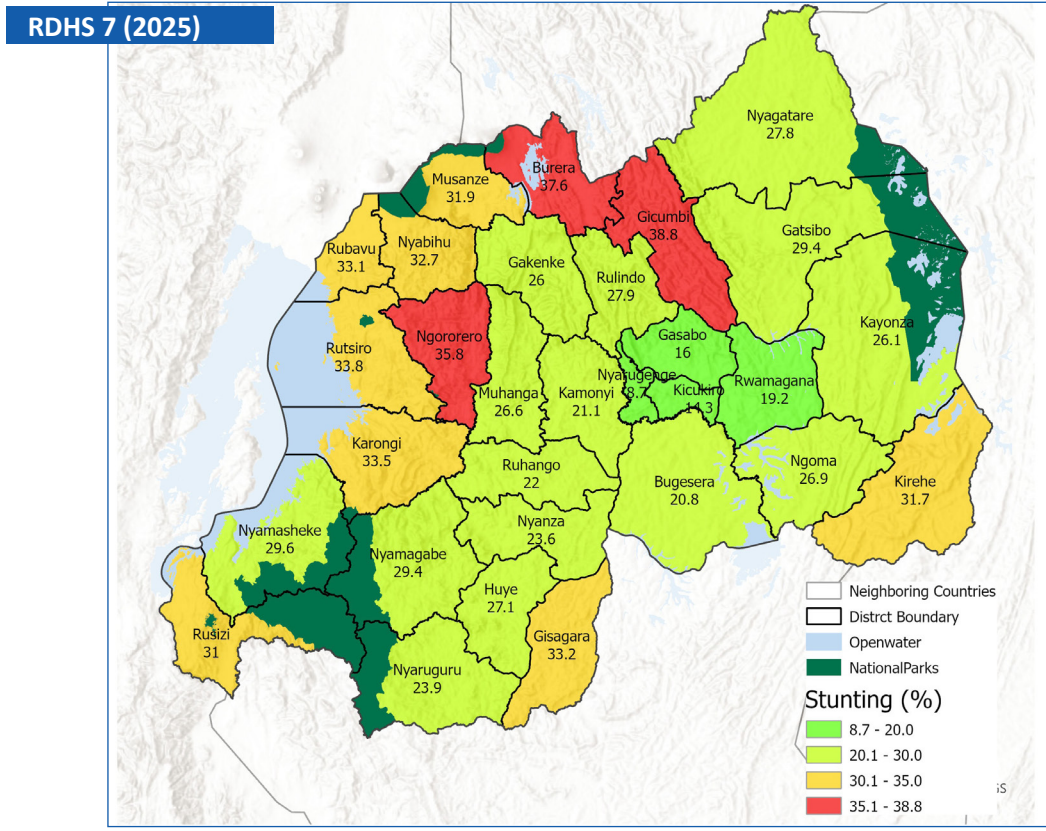 RDHS 7 (2025)
Nyagatare
27.8
Burera
37.6
Musanze
31.9
Gicumbi
38.8
Gatsibo
29.4
Rubavu
33.1
Nyabihu
32.7
Gakenke
26
Rulindo
27.9
Kayonza
26.1
Rutsiro
33.8
Ngororero
35.8
Gasabo
16
Nyarugenge
8.7
Kicukiro
14.3
Rwamagana
19.2
Muhanga
26.6
Kamonyi
21.1
Karongi
33.5
Ruhango
22
Bugesera
20.8
Ngoma
26.9
Kirehe
31.7
Nyamasheke
29.6
Nyamagabe
29.4
Nyanza
23.6
Huye
27.1
Rusizi
31
Gisagara
33.2
Nyaruguru
23.9
Neighboring Countries
Distrct Boundary
Openwater
NationalParks
Stunting (%)
8.7 - 20.0
20.1 - 30.0
30.1 - 35.0
35.1 - 38.8